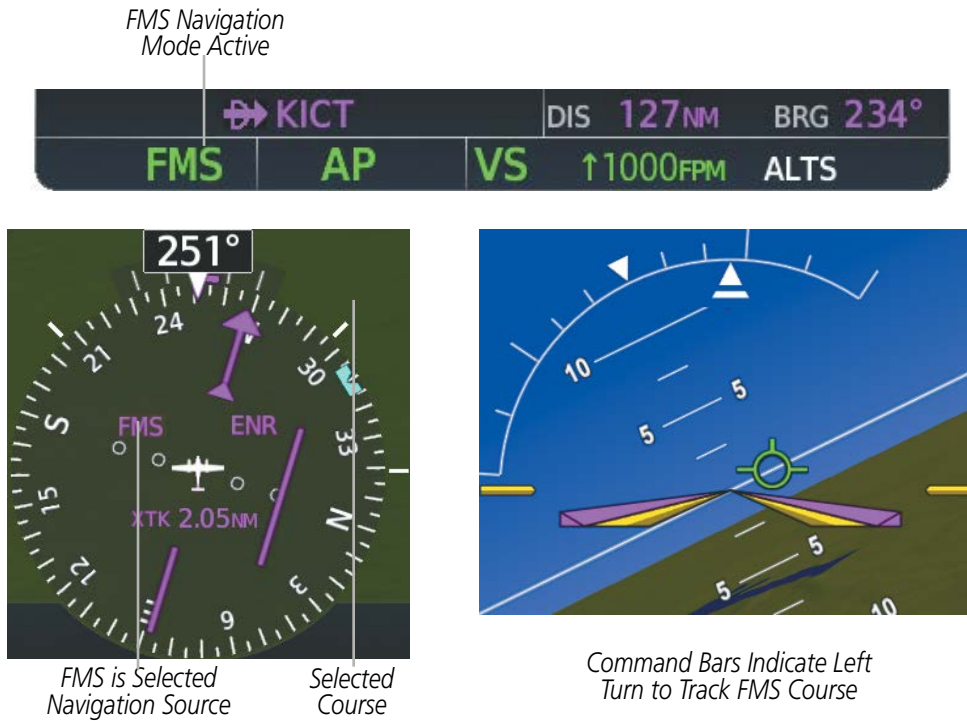 FMS Navigation
Mode Active
KICT DIS 127NM BRG 234°
FMS AP VS ↑1000FPM ALTS
251°
21 24 30 33 N 3 6 12 15 S
FMS ENR
XTK 2.05NM
10 5 5
5 5 10
FMS is Selected
Navigation Source
Selected
Course
Command Bars Indicate Left
Turn to Track FMS Course